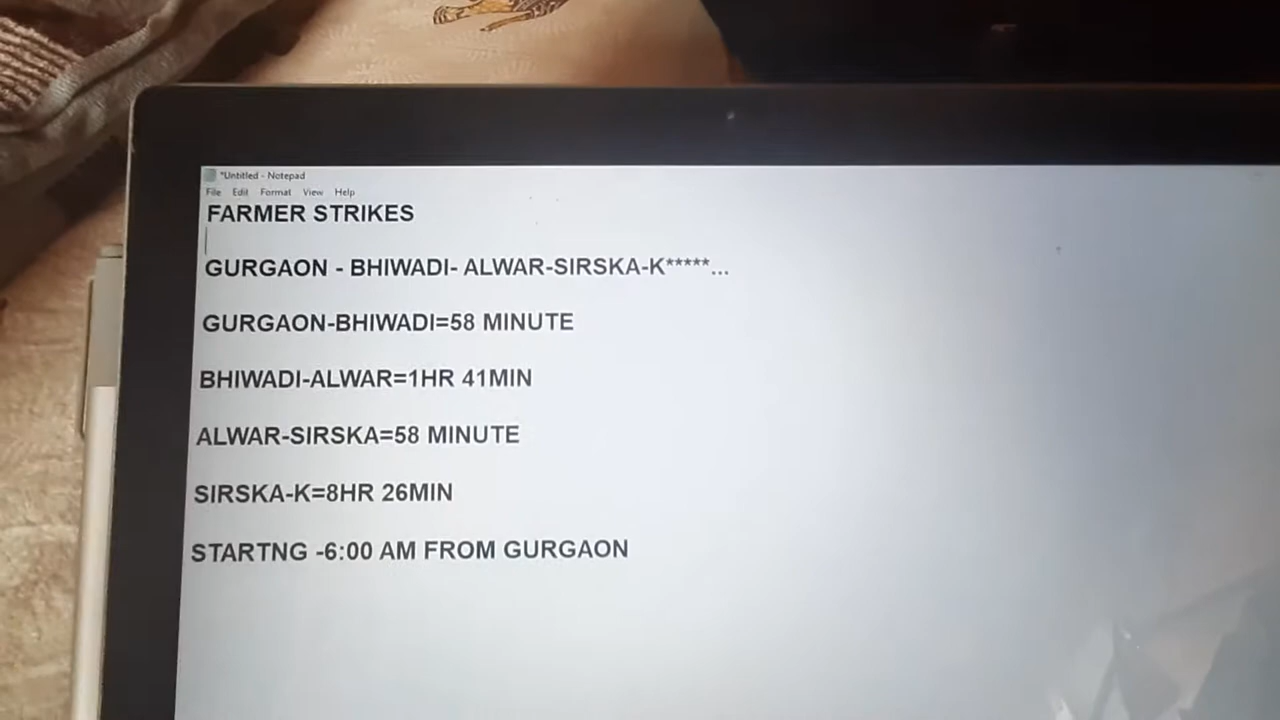 *Untitled - Notepad
File Edit Format View Help
FARMER STRIKES
GURGAON - BHIWADI- ALWAR-SIRSKA-K*****...
GURGAON-BHIWADI=58 MINUTE
BHIWADI-ALWAR=1HR 41MIN
ALWAR-SIRSKA=58 MINUTE
SIRSKA-K=8HR 26MIN
STARTNG -6:00 AM FROM GURGAON